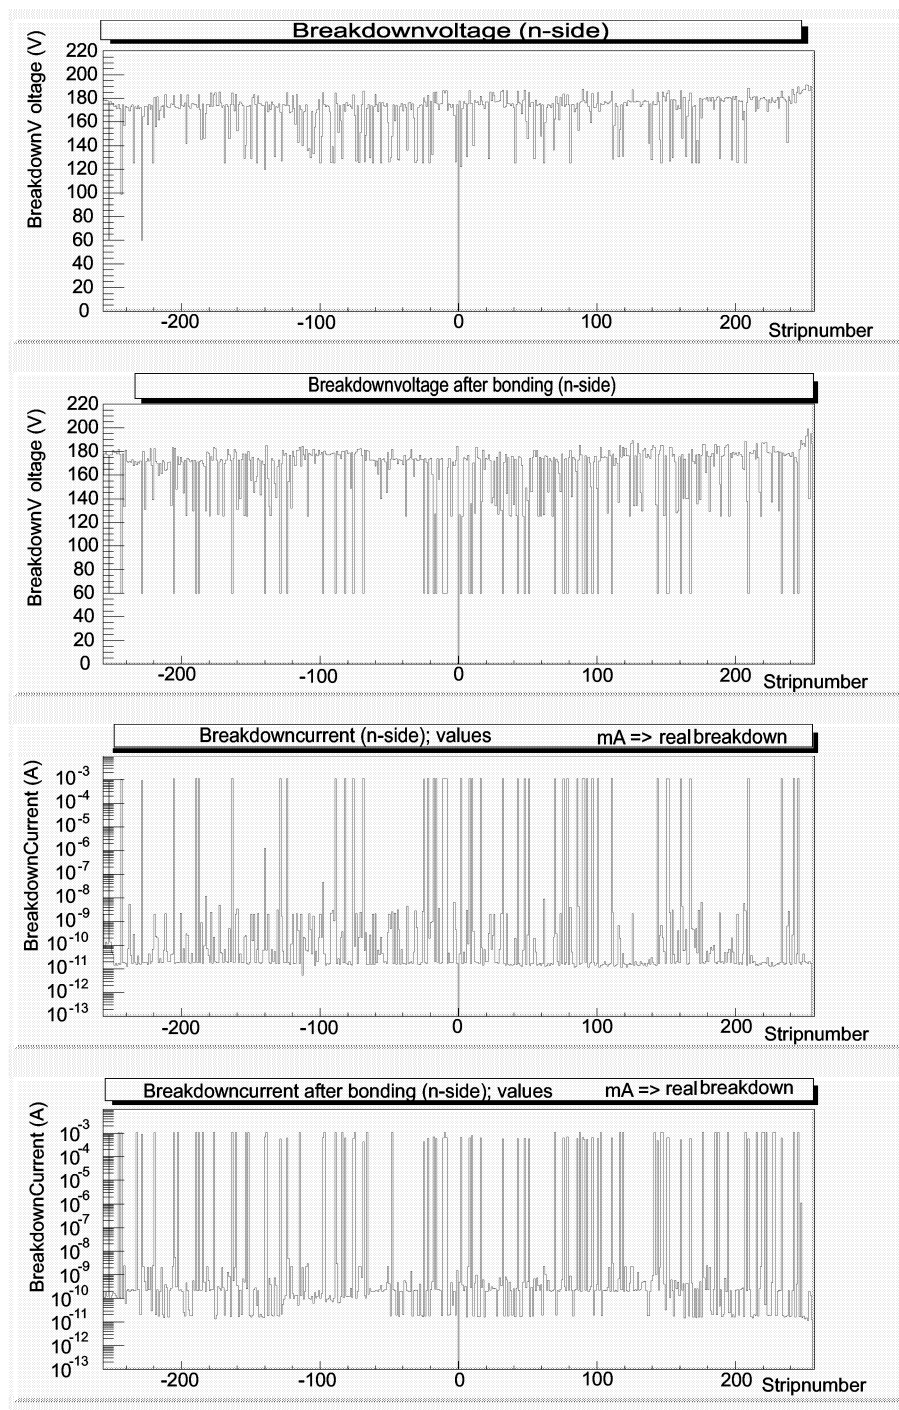 Breakdownvoltage (n-side)
BreakdownV voltage (V)
220
200
180
160
140
120
100
80
60
40
20
0
-200 -100 0 100 200
Stripnumber
Breakdownvoltage after bonding (n-side)
BreakdownV oltage (V)
220
200
180
160
140
120
100
80
60
40
20
0
-200 -100 0 100 200
Stripnumber
Breakdowncurrent (n-side); values mA => real breakdown
BreakdownCurrent (A)
10⁻³
10⁻⁴
10⁻⁵
10⁻⁶
10⁻⁷
10⁻⁸
10⁻⁹
10⁻¹⁰
10⁻¹¹
10⁻¹²
10⁻¹³
-200 -100 0 100 200
Stripnumber
Breakdowncurrent after bonding (n-side); values mA => real breakdown
BreakdownCurrent (A)
10⁻³
10⁻⁴
10⁻⁵
10⁻⁶
10⁻⁷
10⁻⁸
10⁻⁹
10⁻¹⁰
10⁻¹¹
10⁻¹²
10⁻¹³
-200 -100 0 100 200
Stripnumber